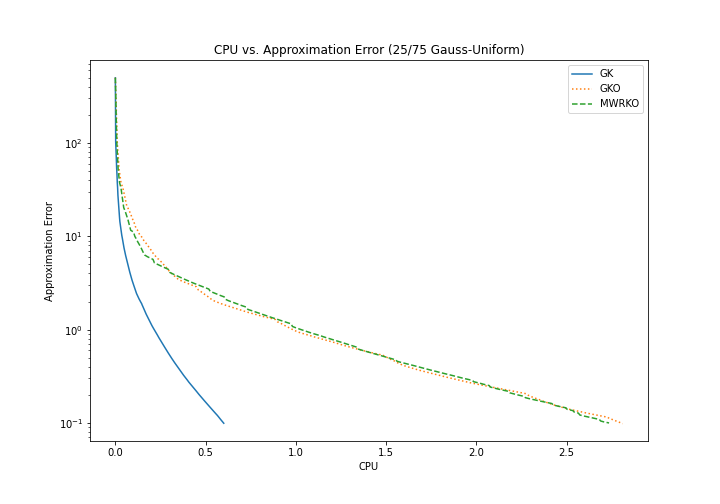 CPU vs. Approximation Error (25/75 Gauss-Uniform)
GK
GKO
MWRKO
Approximation Error
10²
10¹
10⁰
10⁻¹
0.0 0.5 1.0 1.5 2.0 2.5
CPU